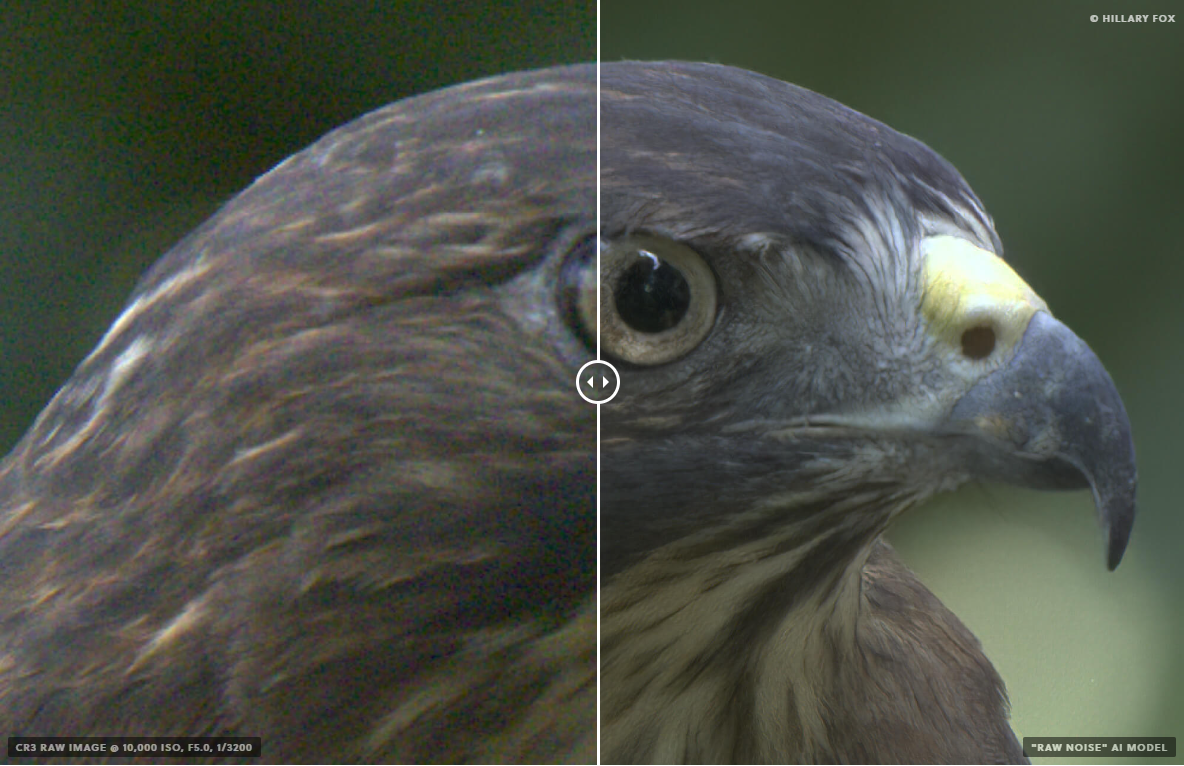 © HILLARY FOX
CR3 RAW IMAGE @ 10,000 ISO, F5.0, 1/3200
"RAW NOISE" AI MODEL